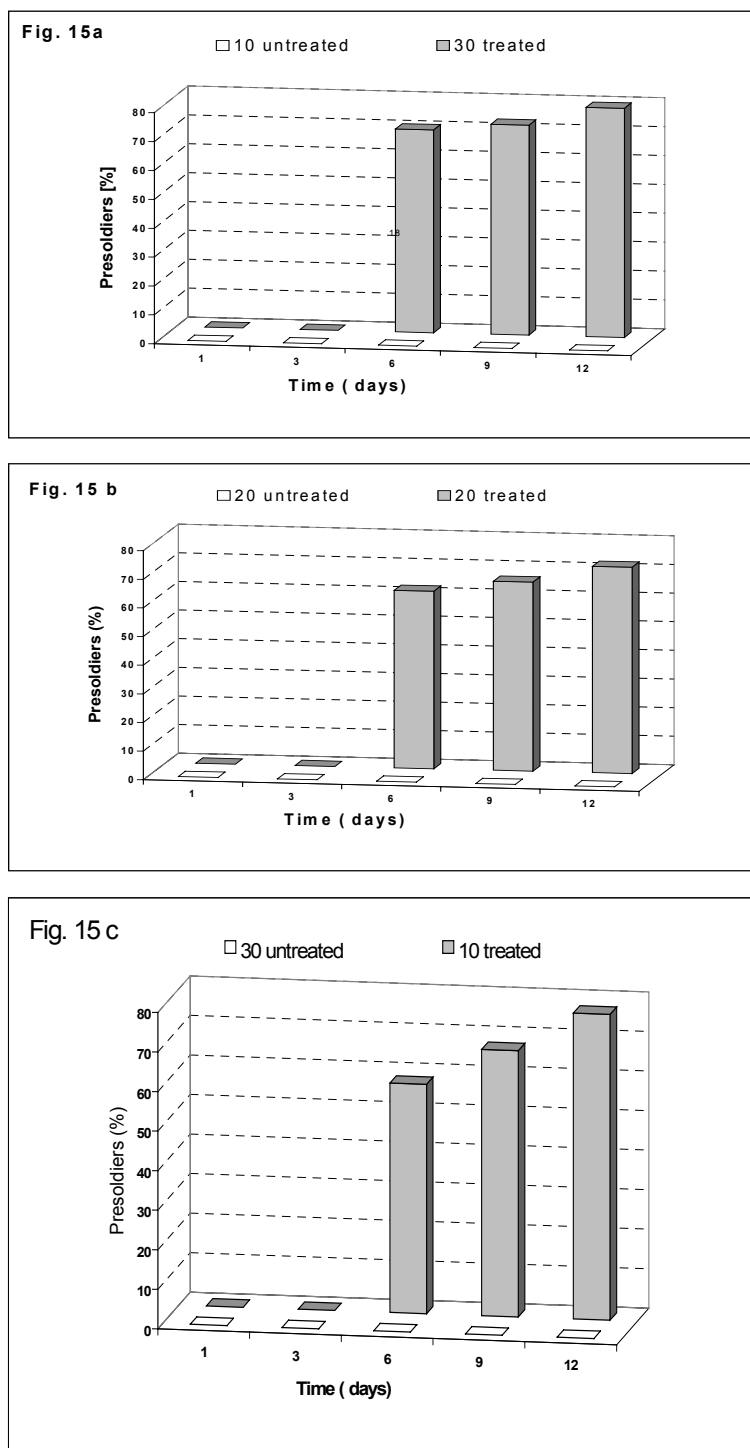 Fig. 15a
10 untreated 30 treated
Presoldiers [%]
80
70
60
50
40
30
20
10
0
18
1 3 6 9 12
Time ( days)
Fig. 15 b
20 untreated 20 treated
Presoldiers (%)
80
70
60
50
40
30
20
10
0
1 3 6 9 12
Time ( days)
Fig. 15 c
30 untreated 10 treated
Presoldiers (%)
80
70
60
50
40
30
20
10
0
1 3 6 9 12
Time ( days)